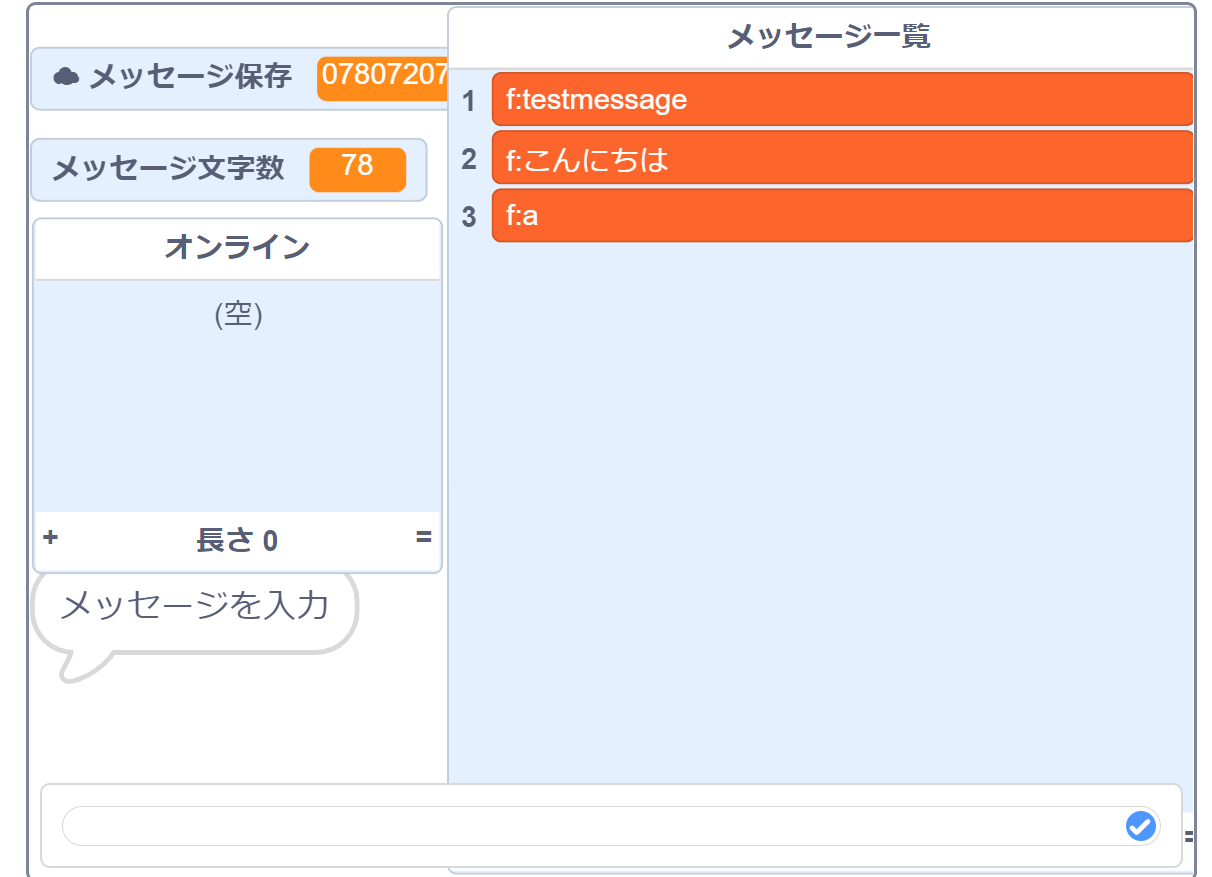 メッセージ保存 07807207
メッセージ文字数 78
オンライン
(空)
+ 長さ 0 =
メッセージを入力
メッセージ一覧
1 f:testmessage
2 f:こんにちは
3 f:a
=